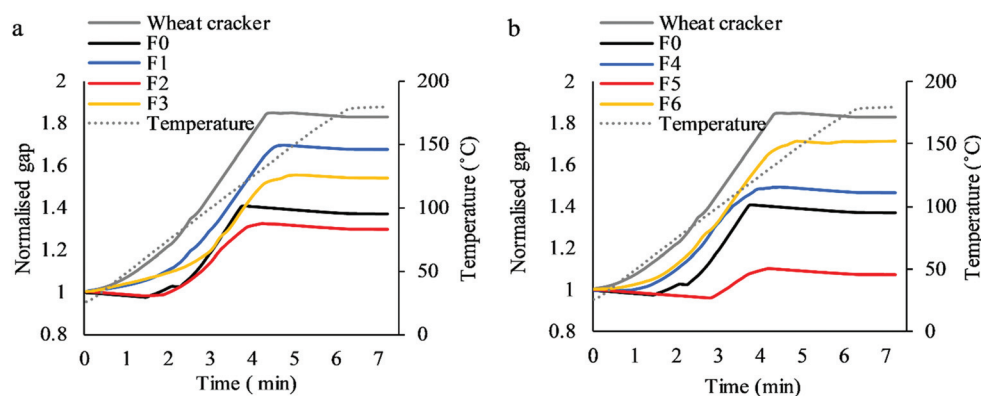 a
Wheat cracker
F0
F1
F2
F3
Temperature
Normalised gap
2
1.8
1.6
1.4
1.2
1
0.8
200
150
100
50
0
Temperature (˚C)
0 1 2 3 4 5 6 7
Time ( min)
b
Wheat cracker
F0
F4
F5
F6
Temperature
Normalised gap
2
1.8
1.6
1.4
1.2
1
0.8
200
150
100
50
0
Temperature (˚C)
0 1 2 3 4 5 6 7
Time (min)